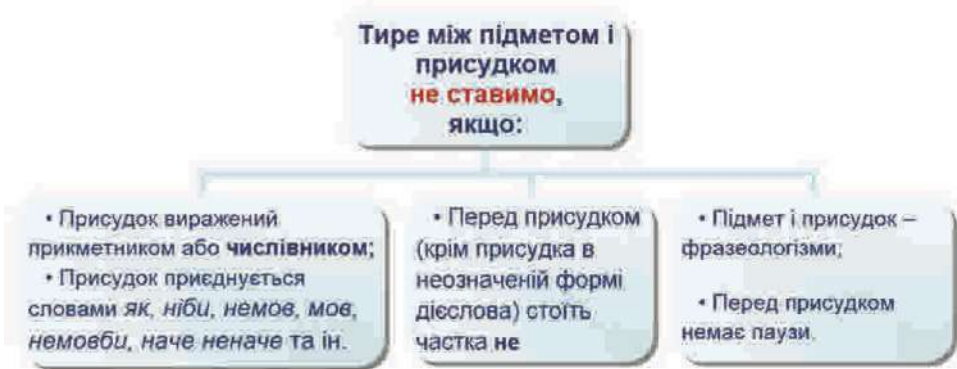 Тире між підметом і
присудком
не ставимо,
якщо:
• Присудок виражений
прикметником або числівником;
• Присудок приєднується
словами як, ніби, немов, мов,
немовби, наче неначе та ін.
• Перед присудком
(крім присудка в
неозначеній формі
дієслова) стоїть
частка не
• Підмет і присудок –
фразеологізми;
• Перед присудком
немає паузи.